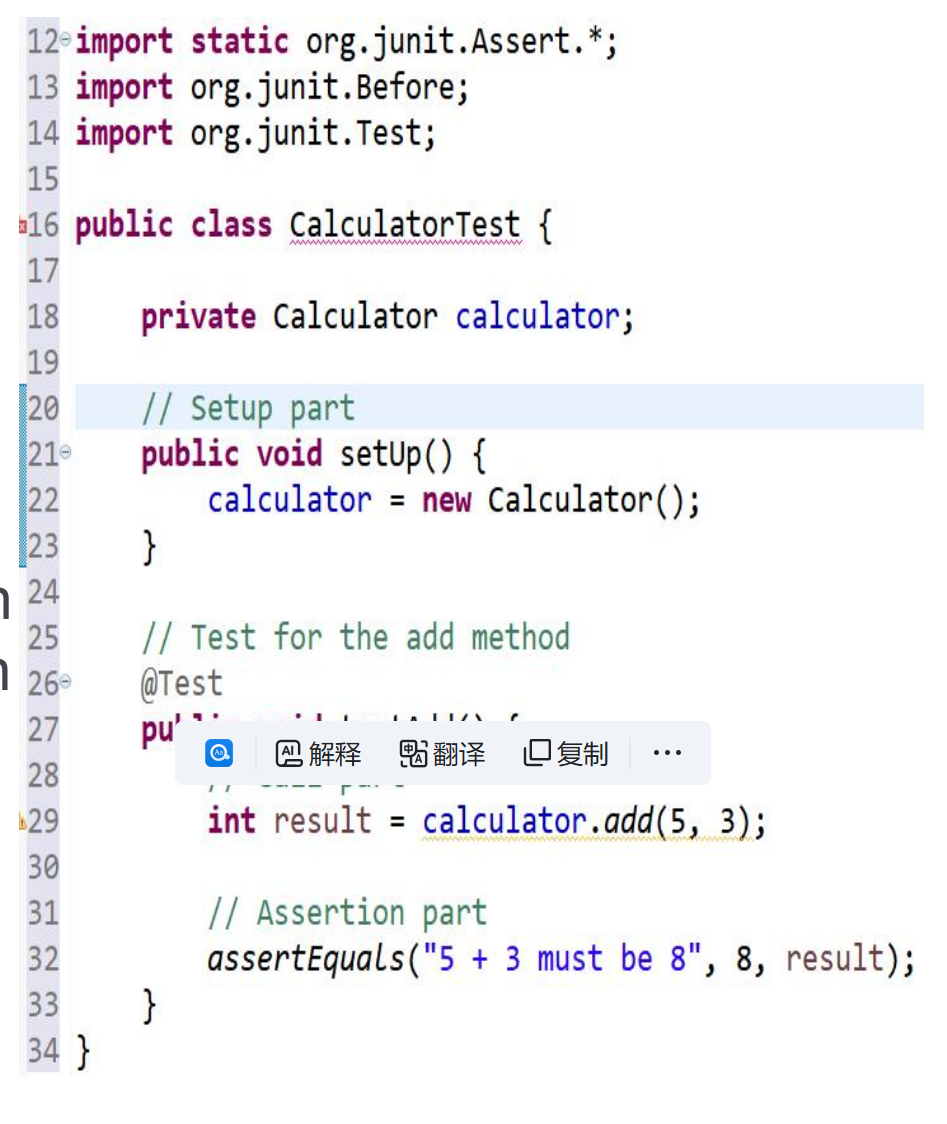 12 import static org.junit.Assert.*;
13 import org.junit.Before;
14 import org.junit.Test;
15
16 public class CalculatorTest {
17
18 private Calculator calculator;
19
20 // Setup part
21 public void setUp() {
22 calculator = new Calculator();
23 }
n 24
25 // Test for the add method
n 26 @Test
27
解释 翻译 复制 ...
28
29 int result = calculator.add(5, 3);
30
31 // Assertion part
32 assertEquals("5 + 3 must be 8", 8, result);
33 }
34 }